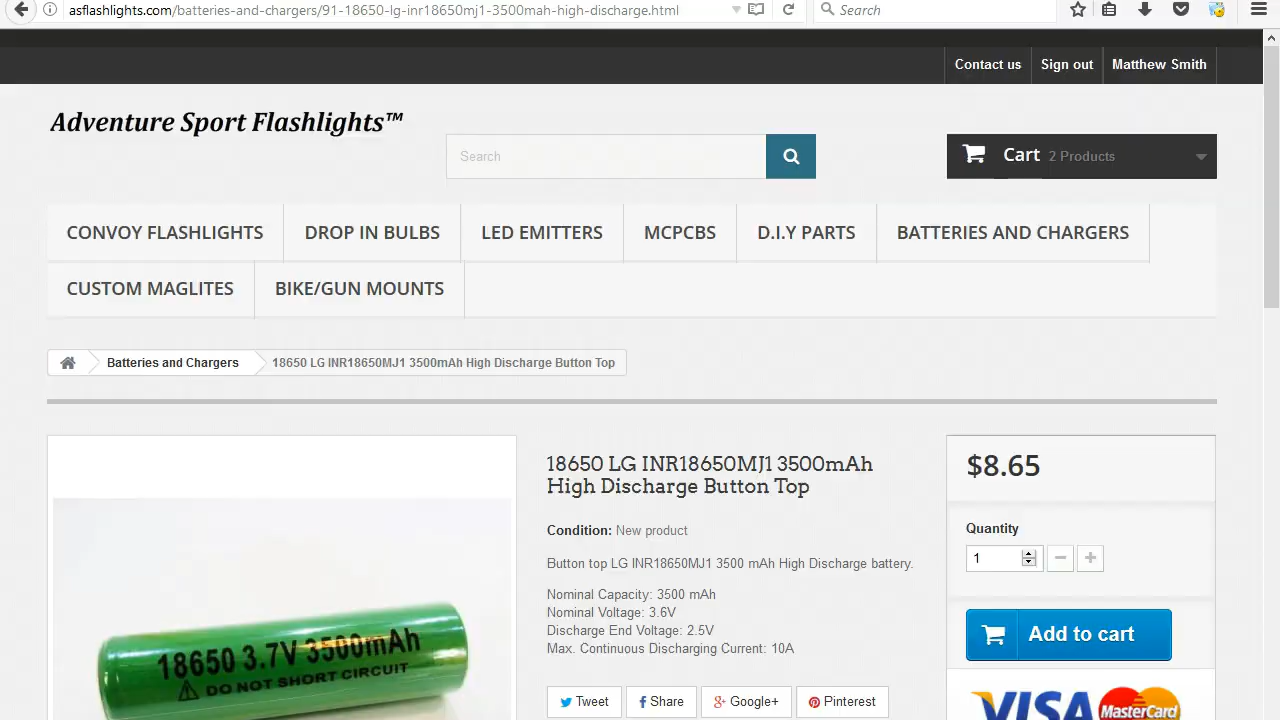 asflashlights.com/batteries-and-chargers/91-18650-lg-inr18650mj1-3500mah-high-discharge.html
Search
Contact us
Sign out
Matthew Smith
Adventure Sport Flashlights™
Search
Cart 2 Products
CONVOY FLASHLIGHTS
DROP IN BULBS
LED EMITTERS
MCPCBS
D.I.Y PARTS
BATTERIES AND CHARGERS
CUSTOM MAGLITES
BIKE/GUN MOUNTS
Batteries and Chargers
18650 LG INR18650MJ1 3500mAh High Discharge Button Top
18650 LG INR18650MJ1 3500mAh
High Discharge Button Top
$8.65
Condition: New product
Quantity
1
Button top LG INR18650MJ1 3500 mAh High Discharge battery.
Nominal Capacity: 3500 mAh
Nominal Voltage: 3.6V
Discharge End Voltage: 2.5V
Max. Continuous Discharging Current: 10A
Add to cart
18650 3.7V 3500mAh
DO NOT SHORT CIRCUIT
Tweet
Share
Google+
Pinterest
VISA
MasterCard